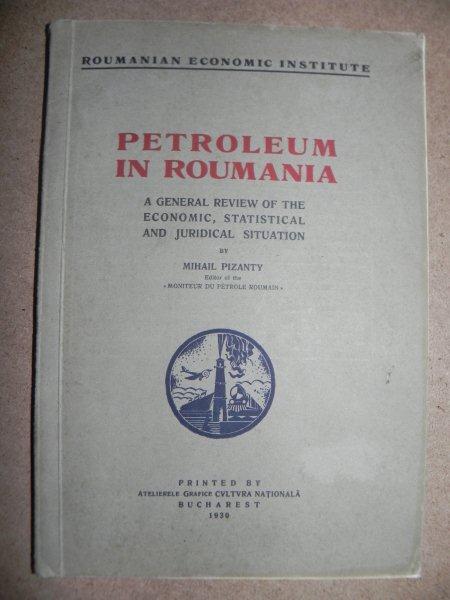 ROUMANIAN ECONOMIC INSTITUTE
PETROLEUM
IN ROUMANIA
A GENERAL REVIEW OF THE
ECONOMIC, STATISTICAL
AND JURIDICAL SITUATION
BY
MIHAIL PIZANTY
Editor of the
«MONITEUR DU PÉTROLE ROUMAIN»
PRINTED BY
ATELIERELE GRAFICE CVLTVRA NAȚIONALĂ
BUCHAREST
1930